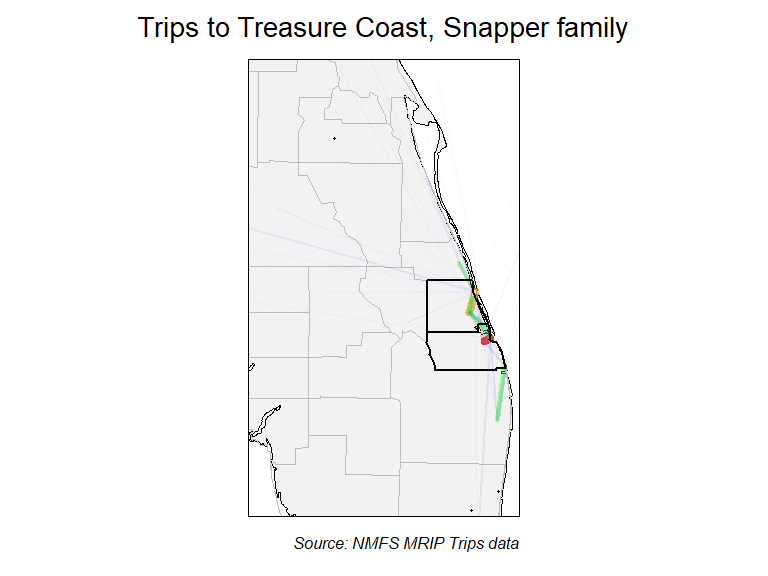 Trips to Treasure Coast, Snapper family
Source: NMFS MRIP Trips data